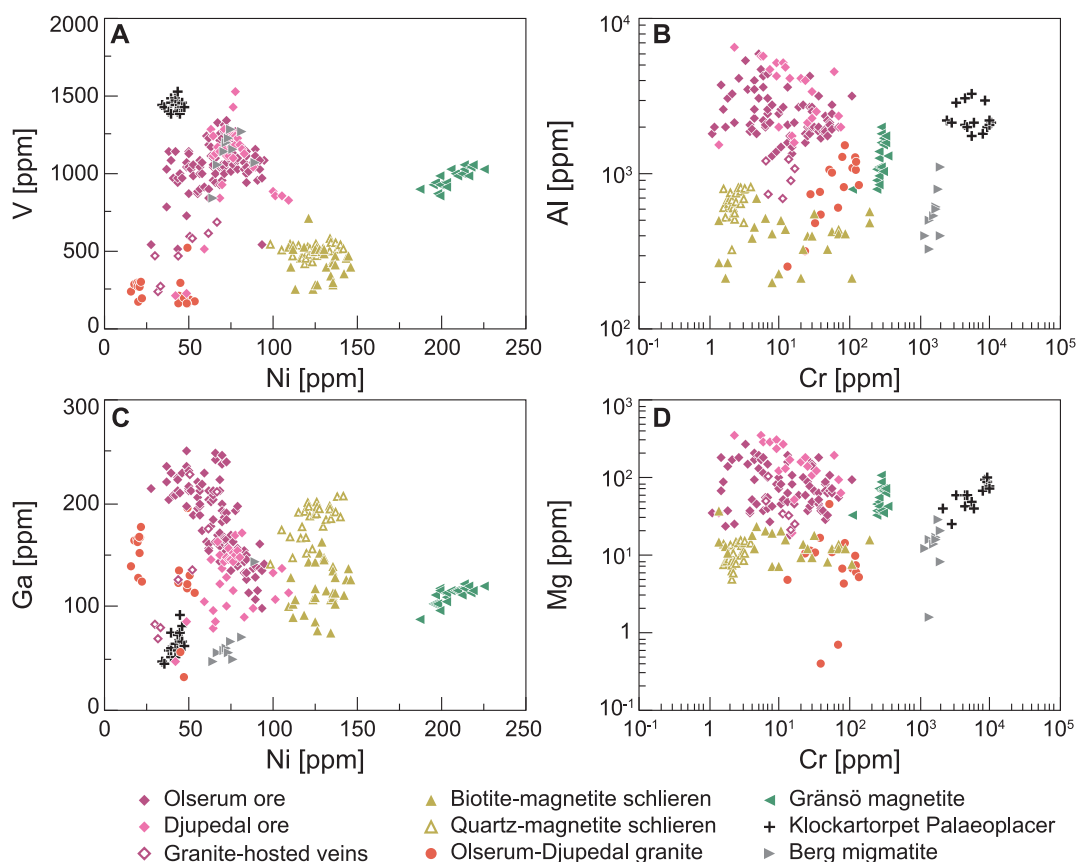 A
V [ppm]
2000
1500
1000
500
0
0
50
100
150
200
250
Ni [ppm]
B
Al [ppm]
10⁴
10³
10²
10⁻¹
1
10¹
10²
10³
10⁴
10⁵
Cr [ppm]
C
Ga [ppm]
300
200
100
0
0
50
100
150
200
250
Ni [ppm]
D
Mg [ppm]
10³
10²
10¹
1
10⁻¹
10⁻¹
1
10¹
10²
10³
10⁴
10⁵
Cr [ppm]
Olserum ore
Djupedal ore
Granite-hosted veins
Biotite-magnetite schlieren
Quartz-magnetite schlieren
Olserum-Djupedal granite
Gränsö magnetite
Klockartorpet Palaeoplacer
Berg migmatite